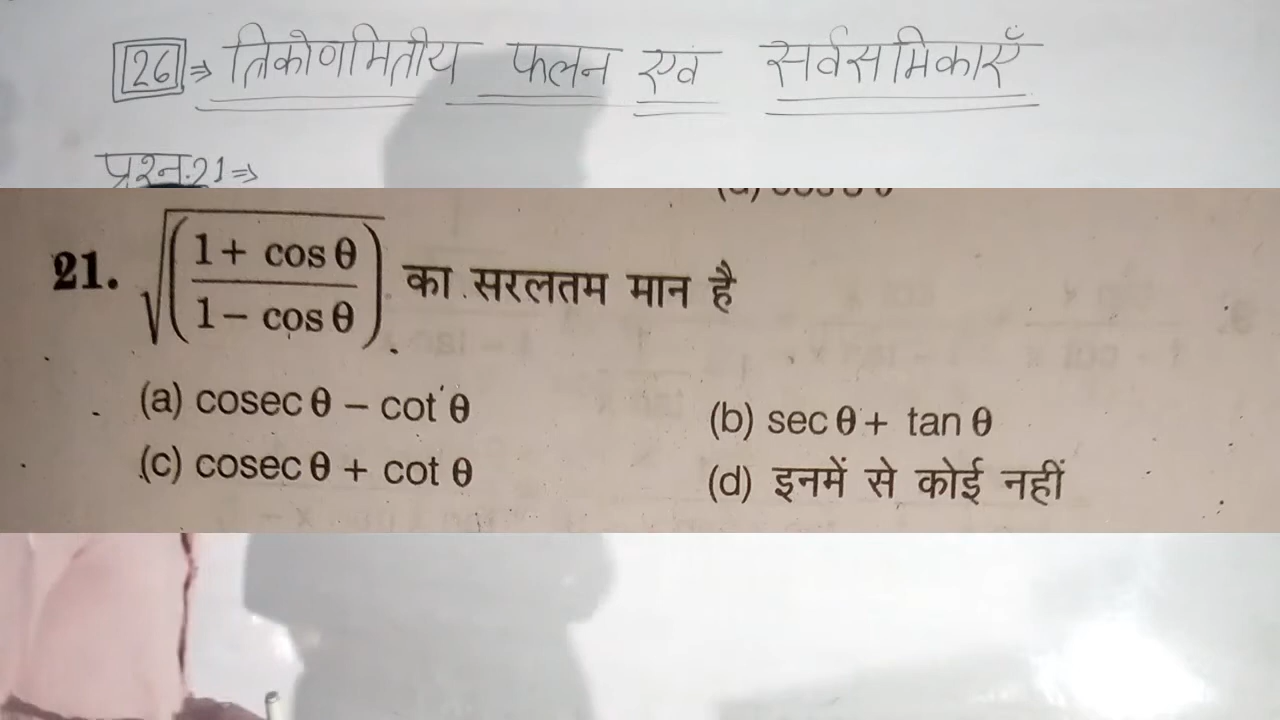 26 ⇒ त्रिकोणमितीय फलन एवं सर्वसमिकाएँ
प्रश्न:21⇒
21. √((1 + cos θ)/(1 − cos θ)) का सरलतम मान है
(a) cosec θ − cot θ (b) sec θ + tan θ
(c) cosec θ + cot θ (d) इनमें से कोई नहीं